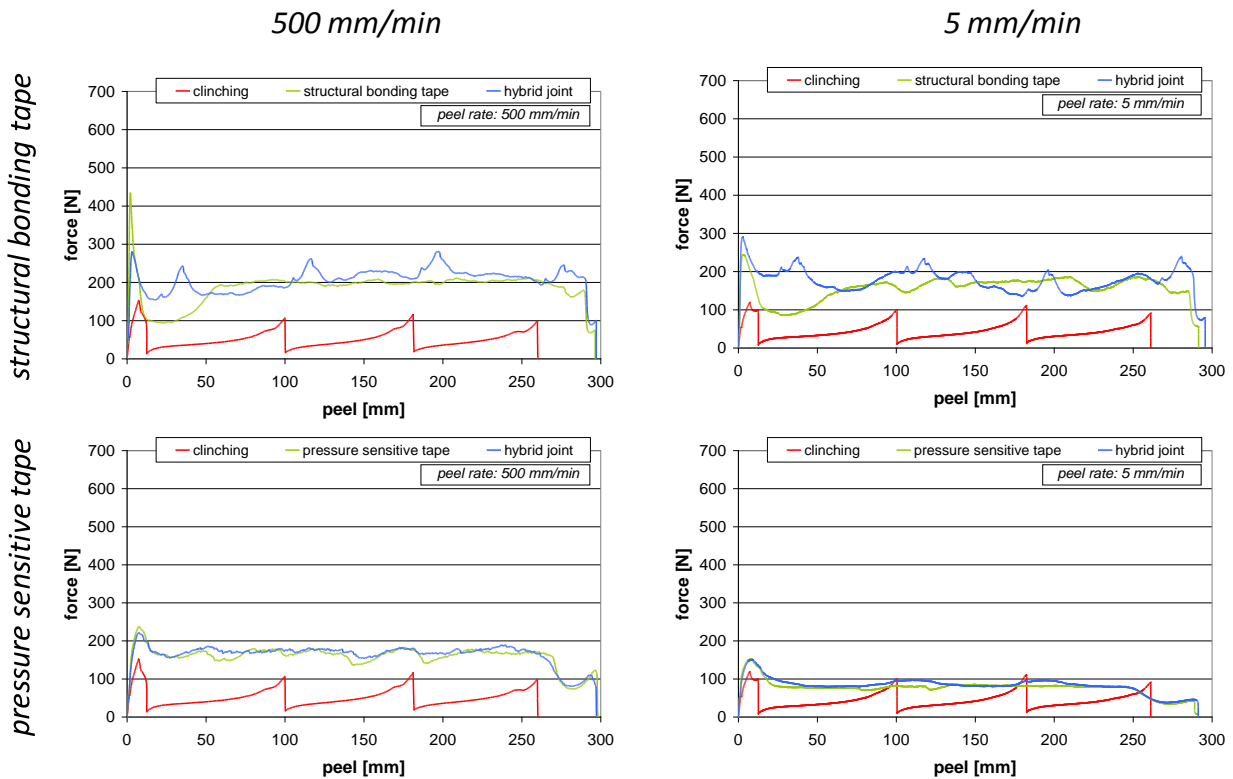 500 mm/min
5 mm/min
structural bonding tape
clinching structural bonding tape hybrid joint
peel rate: 500 mm/min
force [N]
700
600
500
400
300
200
100
0
0 50 100 150 200 250 300
peel [mm]
clinching structural bonding tape hybrid joint
peel rate: 5 mm/min
force [N]
700
600
500
400
300
200
100
0
0 50 100 150 200 250 300
peel [mm]
pressure sensitive tape
clinching pressure sensitive tape hybrid joint
peel rate: 500 mm/min
force [N]
700
600
500
400
300
200
100
0
0 50 100 150 200 250 300
peel [mm]
clinching pressure sensitive tape hybrid joint
peel rate: 5 mm/min
force [N]
700
600
500
400
300
200
100
0
0 50 100 150 200 250 300
peel [mm]